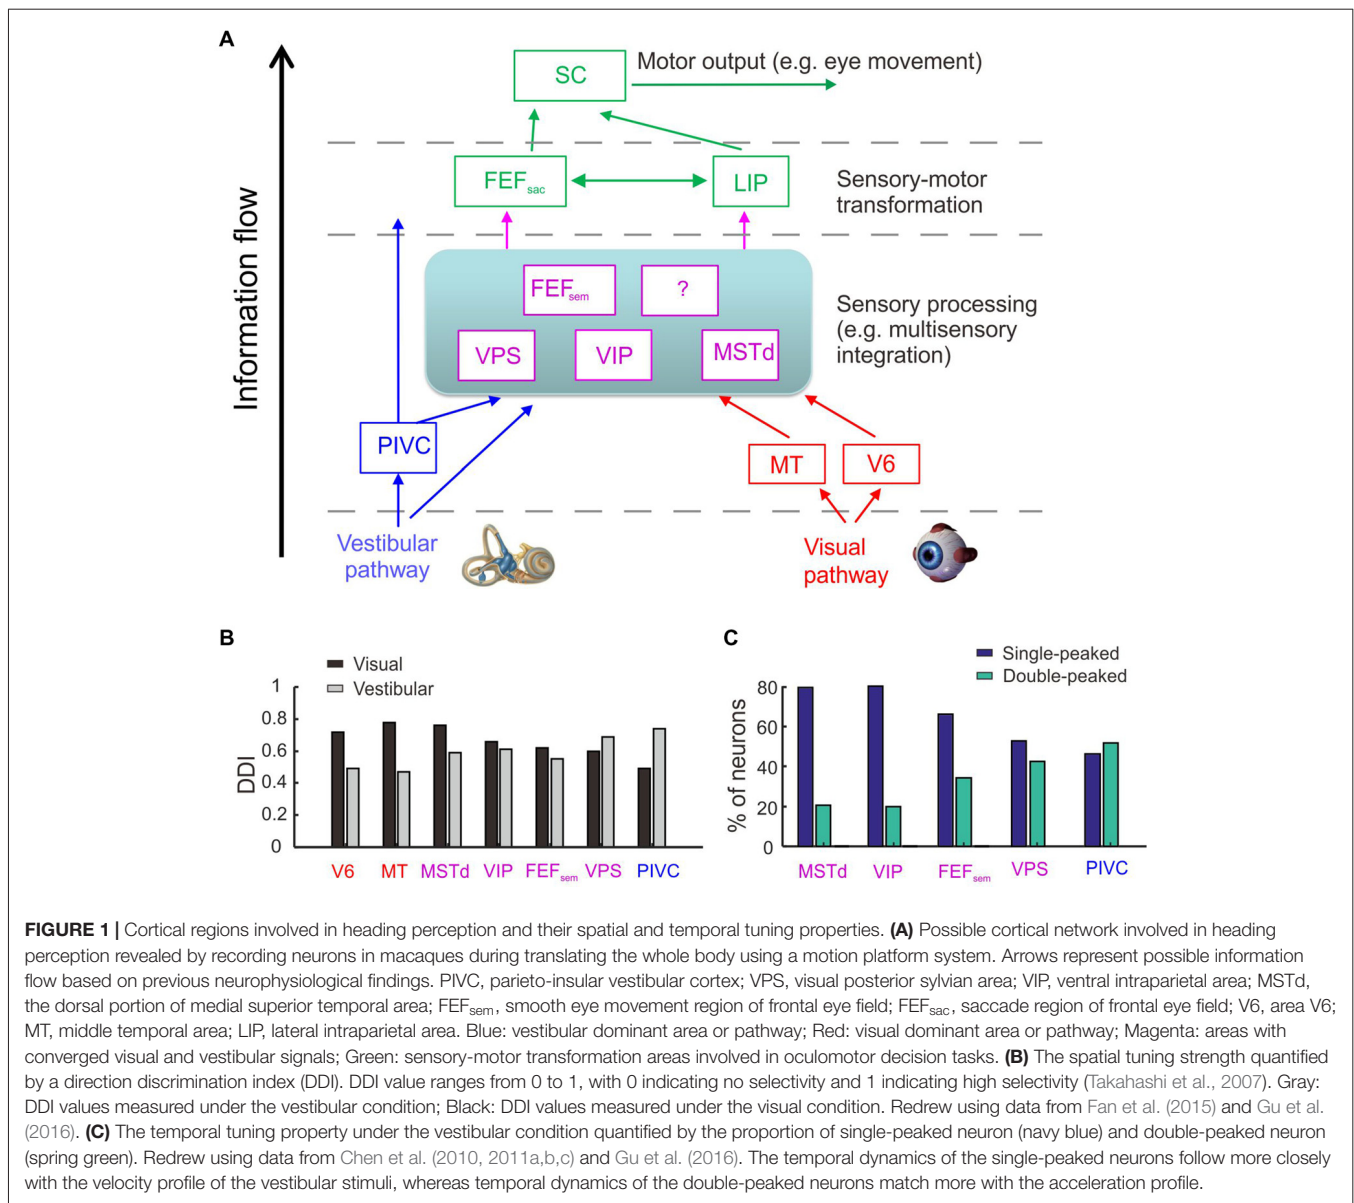 A
SC
Motor output (e.g. eye movement)
FEFsac
LIP
Sensory-motor
transformation
Information flow
FEFsem
?
Sensory processing
(e.g. multisensory
integration)
VPS
VIP
MSTd
PIVC
MT
V6
Vestibular
pathway
Visual
pathway
B
Visual
Vestibular
1
0.8
0.6
0.4
0.2
0
DDI
V6 MT MSTd VIP FEFsem VPS PIVC
C
Single-peaked
Double-peaked
80
60
40
20
0
% of neurons
MSTd VIP FEFsem VPS PIVC
FIGURE 1 | Cortical regions involved in heading perception and their spatial and temporal tuning properties. (A) Possible cortical network involved in heading
perception revealed by recording neurons in macaques during translating the whole body using a motion platform system. Arrows represent possible information
flow based on previous neurophysiological findings. PIVC, parieto-insular vestibular cortex; VPS, visual posterior sylvian area; VIP, ventral intraparietal area; MSTd,
the dorsal portion of medial superior temporal area; FEFsem, smooth eye movement region of frontal eye field; FEFsac, saccade region of frontal eye field; V6, area V6;
MT, middle temporal area; LIP, lateral intraparietal area. Blue: vestibular dominant area or pathway; Red: visual dominant area or pathway; Magenta: areas with
converged visual and vestibular signals; Green: sensory-motor transformation areas involved in oculomotor decision tasks. (B) The spatial tuning strength quantified
by a direction discrimination index (DDI). DDI value ranges from 0 to 1, with 0 indicating no selectivity and 1 indicating high selectivity (Takahashi et al., 2007). Gray:
DDI values measured under the vestibular condition; Black: DDI values measured under the visual condition. Redrew using data from Fan et al. (2015) and Gu et al.
(2016). (C) The temporal tuning property under the vestibular condition quantified by the proportion of single-peaked neuron (navy blue) and double-peaked neuron
(spring green). Redrew using data from Chen et al. (2010, 2011a,b,c) and Gu et al. (2016). The temporal dynamics of the single-peaked neurons follow more closely
with the velocity profile of the vestibular stimuli, whereas temporal dynamics of the double-peaked neurons match more with the acceleration profile.